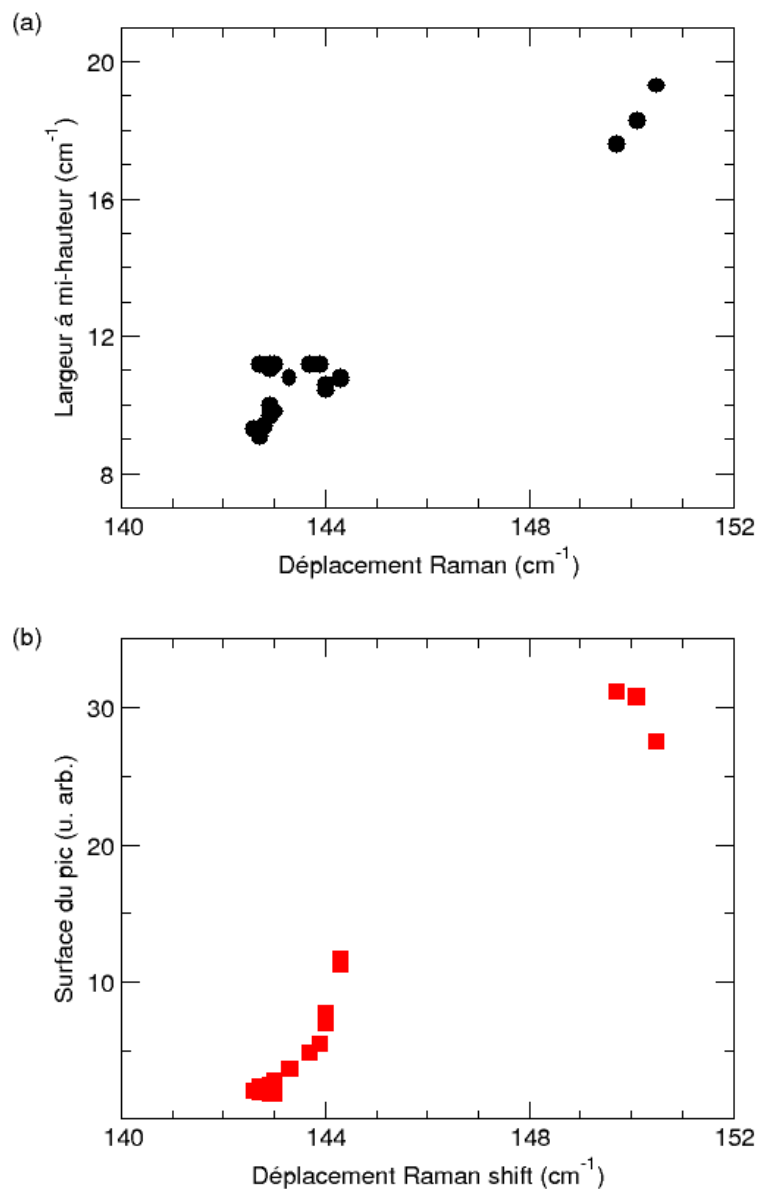 (a)
20
16
12
8
Largeur á mi-hauteur (cm-1)
140
144
148
152
Déplacement Raman (cm-1)
(b)
30
20
10
Surface du pic (u. arb.)
140
144
148
152
Déplacement Raman shift (cm-1)